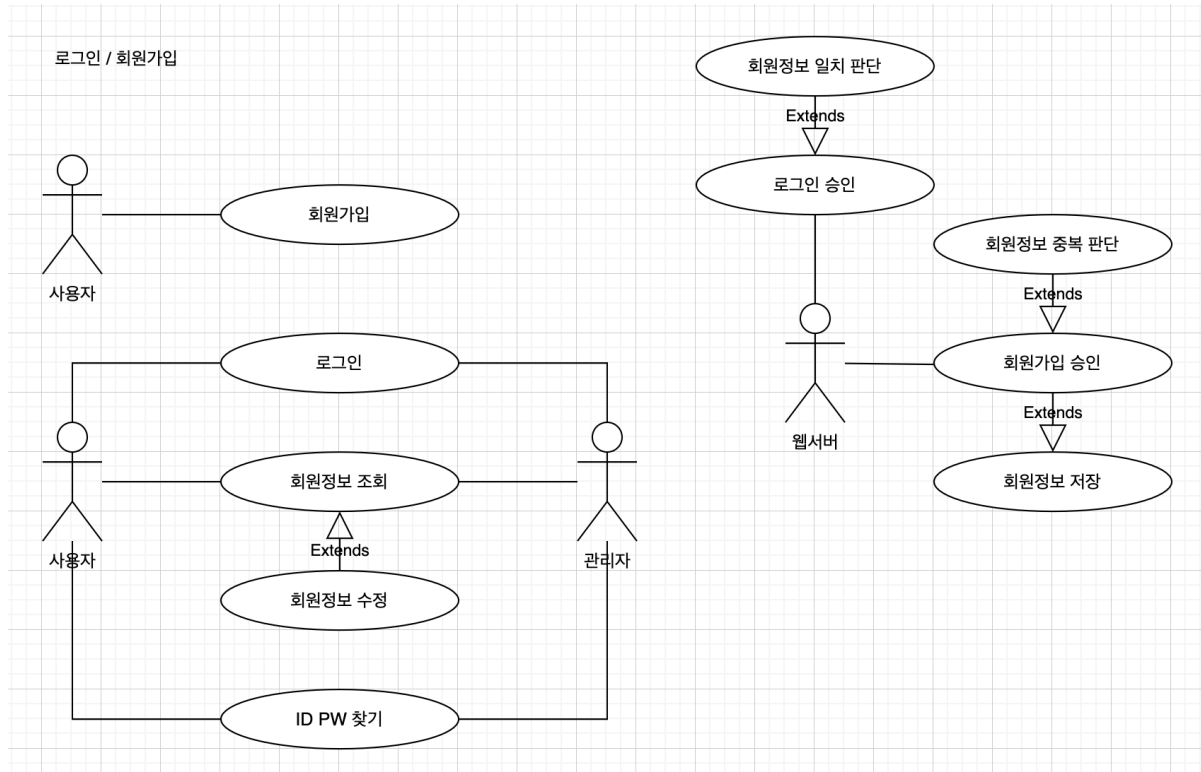 로그인 / 회원가입
회원정보 일치 판단
Extends
로그인 승인
회원가입
회원정보 중복 판단
사용자
Extends
로그인
회원가입 승인
웹서버
Extends
회원정보 조회
회원정보 저장
Extends
사용자
관리자
회원정보 수정
ID PW 찾기